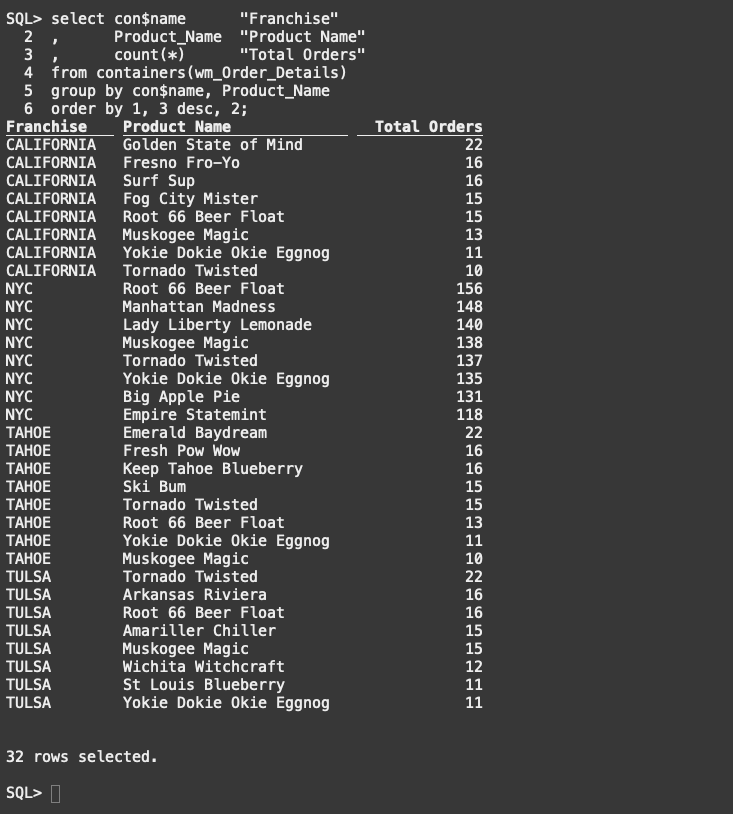 SQL> select con$name      "Franchise"
  2  ,      Product_Name  "Product Name"
  3  ,      count(*)      "Total Orders"
  4  from containers(wm_Order_Details)
  5  group by con$name, Product_Name
  6  order by 1, 3 desc, 2;
Franchise    Product Name                Total Orders
CALIFORNIA   Golden State of Mind                  22
CALIFORNIA   Fresno Fro-Yo                         16
CALIFORNIA   Surf Sup                              16
CALIFORNIA   Fog City Mister                       15
CALIFORNIA   Root 66 Beer Float                    15
CALIFORNIA   Muskogee Magic                        13
CALIFORNIA   Yokie Dokie Okie Eggnog               11
CALIFORNIA   Tornado Twisted                       10
NYC          Root 66 Beer Float                   156
NYC          Manhattan Madness                    148
NYC          Lady Liberty Lemonade                140
NYC          Muskogee Magic                       138
NYC          Tornado Twisted                      137
NYC          Yokie Dokie Okie Eggnog              135
NYC          Big Apple Pie                        131
NYC          Empire Statemint                     118
TAHOE        Emerald Baydream                      22
TAHOE        Fresh Pow Wow                         16
TAHOE        Keep Tahoe Blueberry                  16
TAHOE        Ski Bum                               15
TAHOE        Tornado Twisted                       15
TAHOE        Root 66 Beer Float                    13
TAHOE        Yokie Dokie Okie Eggnog               11
TAHOE        Muskogee Magic                        10
TULSA        Tornado Twisted                       22
TULSA        Arkansas Riviera                      16
TULSA        Root 66 Beer Float                    16
TULSA        Amariller Chiller                     15
TULSA        Muskogee Magic                        15
TULSA        Wichita Witchcraft                    12
TULSA        St Louis Blueberry                    11
TULSA        Yokie Dokie Okie Eggnog               11
32 rows selected.
SQL>